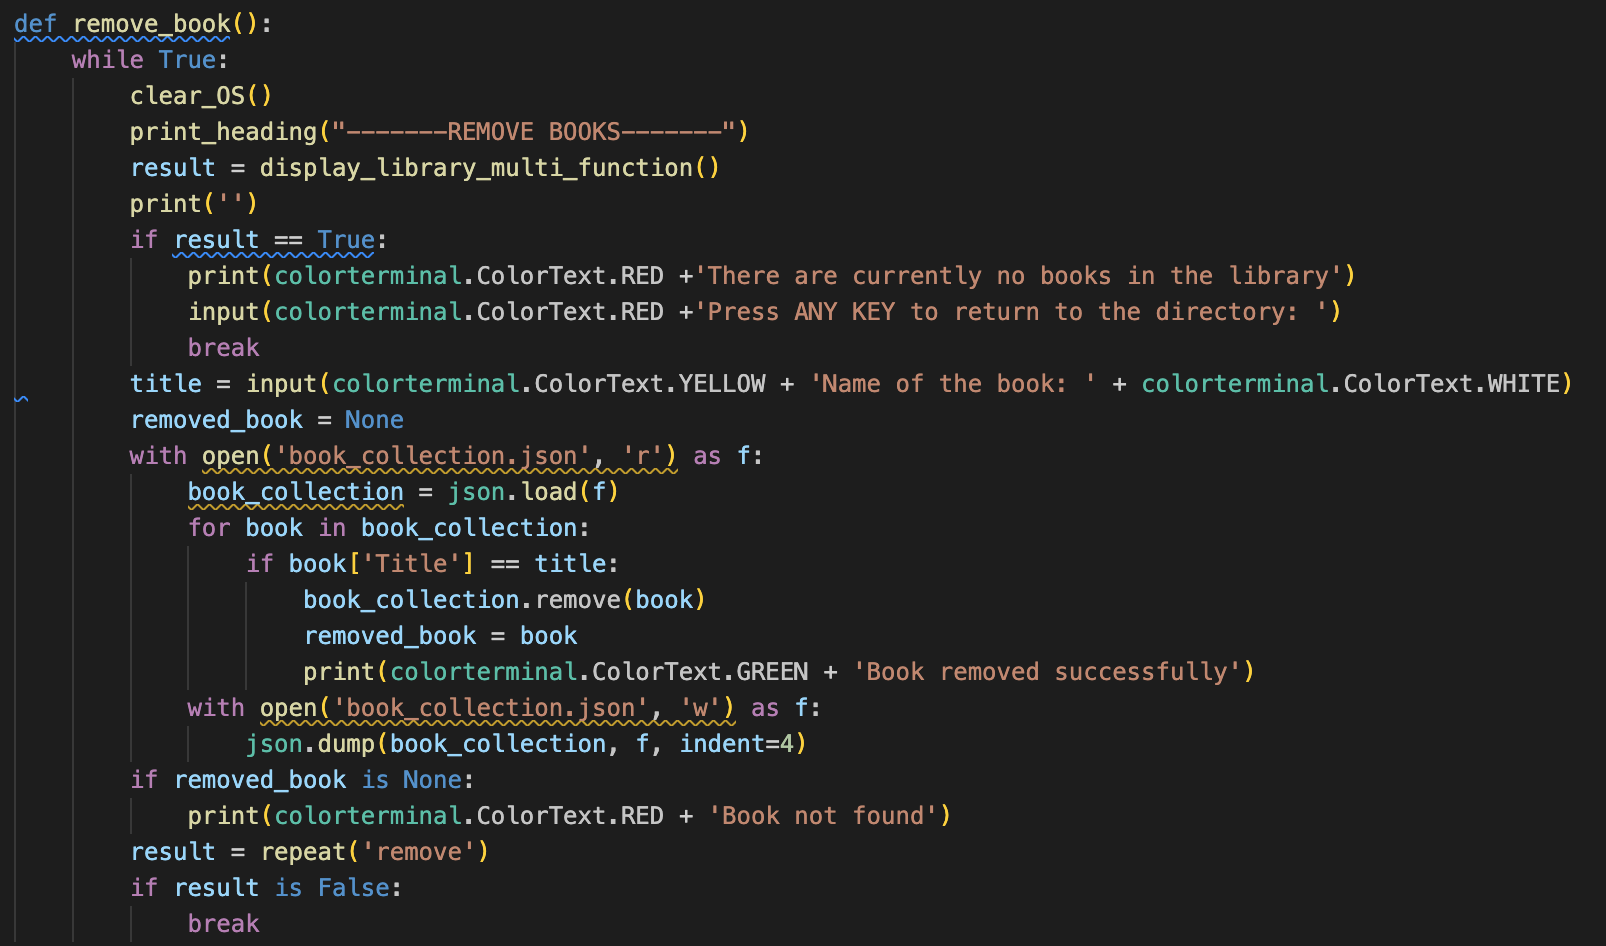 def remove_book():
    while True:
        clear_OS()
        print_heading("-------REMOVE BOOKS-------")
        result = display_library_multi_function()
        print('')
        if result == True:
            print(colorterminal.ColorText.RED +'There are currently no books in the library')
            input(colorterminal.ColorText.RED +'Press ANY KEY to return to the directory: ')
            break
        title = input(colorterminal.ColorText.YELLOW + 'Name of the book: ' + colorterminal.ColorText.WHITE)
        removed_book = None
        with open('book_collection.json', 'r') as f:
            book_collection = json.load(f)
            for book in book_collection:
                if book['Title'] == title:
                    book_collection.remove(book)
                    removed_book = book
                    print(colorterminal.ColorText.GREEN + 'Book removed successfully')
            with open('book_collection.json', 'w') as f:
                json.dump(book_collection, f, indent=4)
        if removed_book is None:
            print(colorterminal.ColorText.RED + 'Book not found')
        result = repeat('remove')
        if result is False:
            break